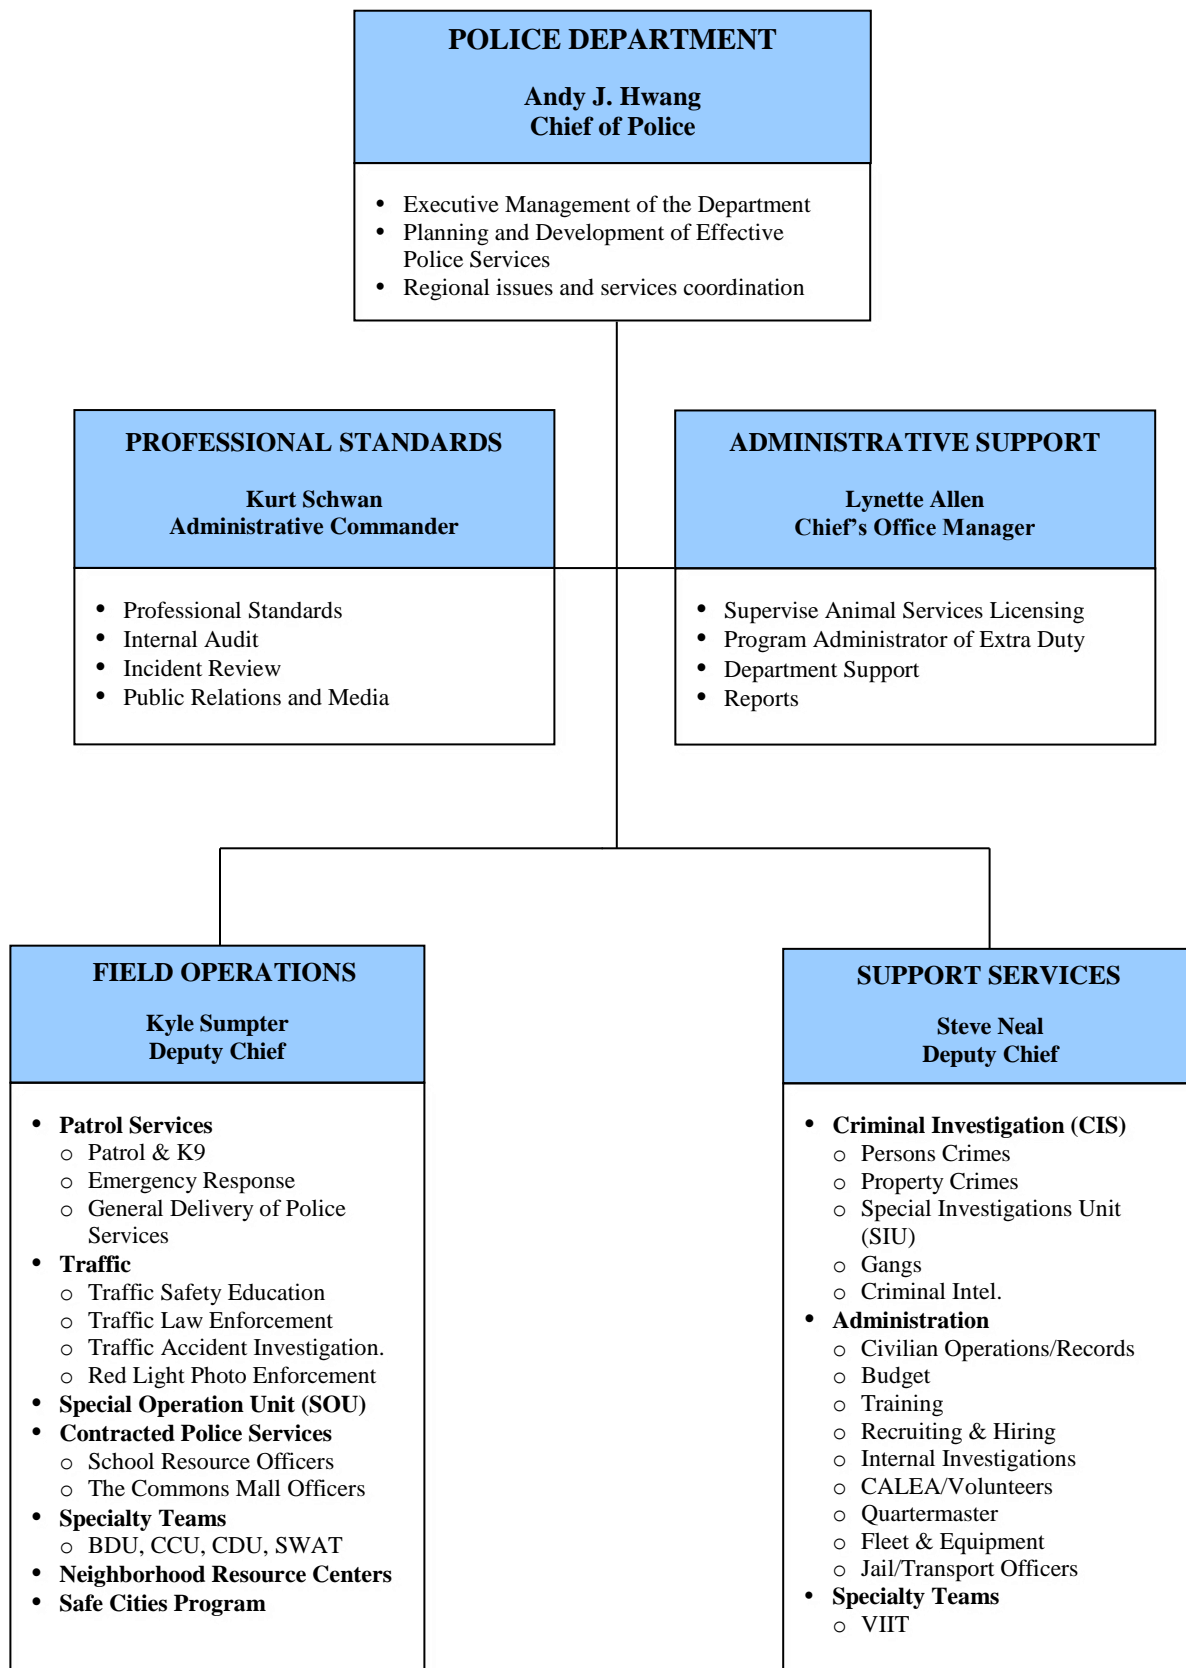 POLICE DEPARTMENT
Andy J. Hwang
Chief of Police
• Executive Management of the Department
• Planning and Development of Effective
Police Services
• Regional issues and services coordination
PROFESSIONAL STANDARDS
Kurt Schwan
Administrative Commander
• Professional Standards
• Internal Audit
• Incident Review
• Public Relations and Media
ADMINISTRATIVE SUPPORT
Lynette Allen
Chief’s Office Manager
• Supervise Animal Services Licensing
• Program Administrator of Extra Duty
• Department Support
• Reports
FIELD OPERATIONS
Kyle Sumpter
Deputy Chief
• Patrol Services
o Patrol & K9
o Emergency Response
o General Delivery of Police
Services
• Traffic
o Traffic Safety Education
o Traffic Law Enforcement
o Traffic Accident Investigation.
o Red Light Photo Enforcement
• Special Operation Unit (SOU)
• Contracted Police Services
o School Resource Officers
o The Commons Mall Officers
• Specialty Teams
o BDU, CCU, CDU, SWAT
• Neighborhood Resource Centers
• Safe Cities Program
SUPPORT SERVICES
Steve Neal
Deputy Chief
• Criminal Investigation (CIS)
o Persons Crimes
o Property Crimes
o Special Investigations Unit
(SIU)
o Gangs
o Criminal Intel.
• Administration
o Civilian Operations/Records
o Budget
o Training
o Recruiting & Hiring
o Internal Investigations
o CALEA/Volunteers
o Quartermaster
o Fleet & Equipment
o Jail/Transport Officers
• Specialty Teams
o VIIT